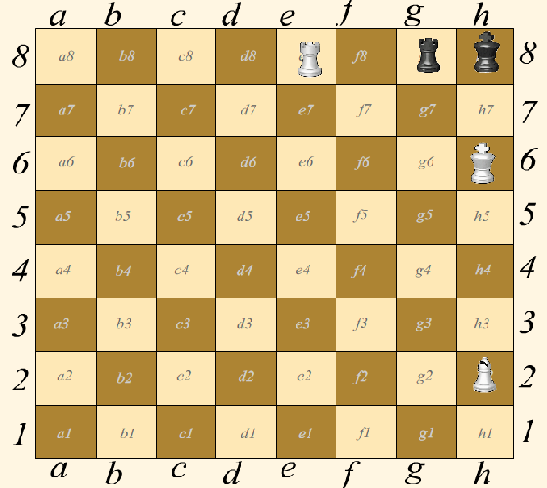 a b c d e f g h
8 a8 b8 c8 d8 f8 8
7 a7 b7 c7 d7 e7 f7 g7 h7 7
6 a6 b6 c6 d6 e6 f6 g6 6
5 a5 b5 c5 d5 e5 f5 g5 h5 5
4 a4 b4 c4 d4 e4 f4 g4 h4 4
3 a3 b3 c3 d3 e3 f3 g3 h3 3
2 a2 b2 c2 d2 e2 f2 g2 2
1 a1 b1 c1 d1 e1 f1 g1 h1 1
a b c d e f g h